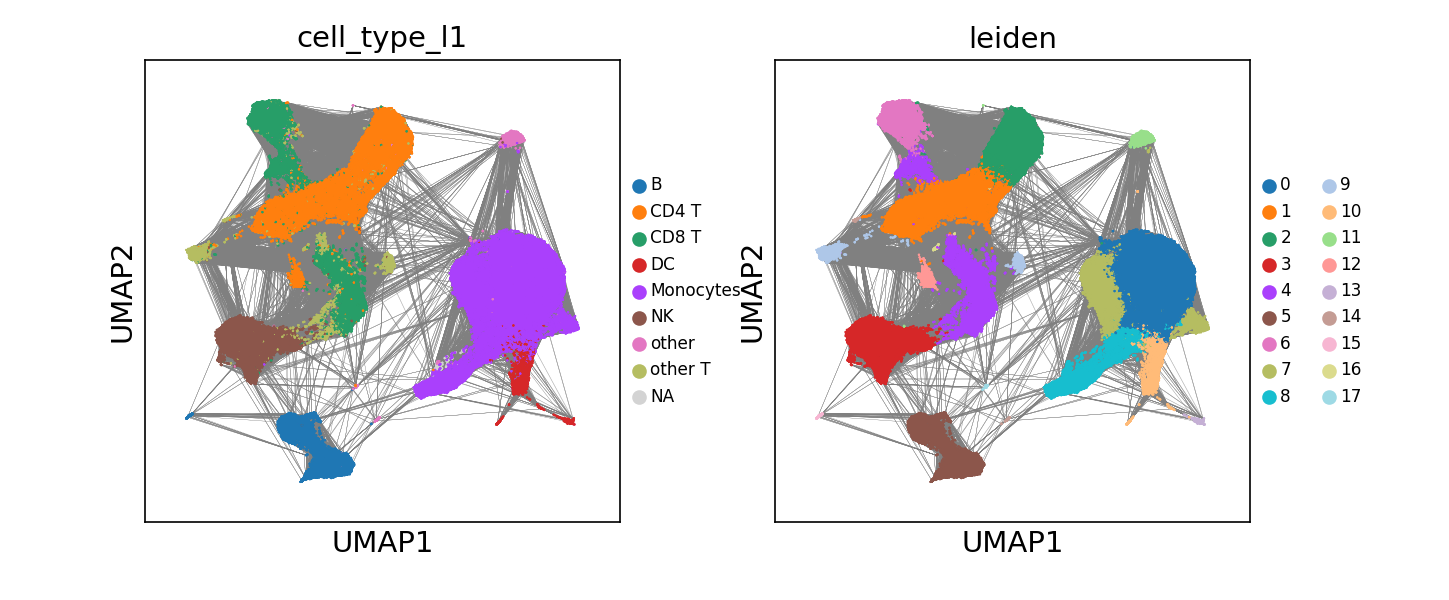 cell_type_l1
UMAP2
UMAP1
B
CD4 T
CD8 T
DC
Monocytes
NK
other
other T
NA
leiden
UMAP2
UMAP1
0
1
2
3
4
5
6
7
8
9
10
11
12
13
14
15
16
17